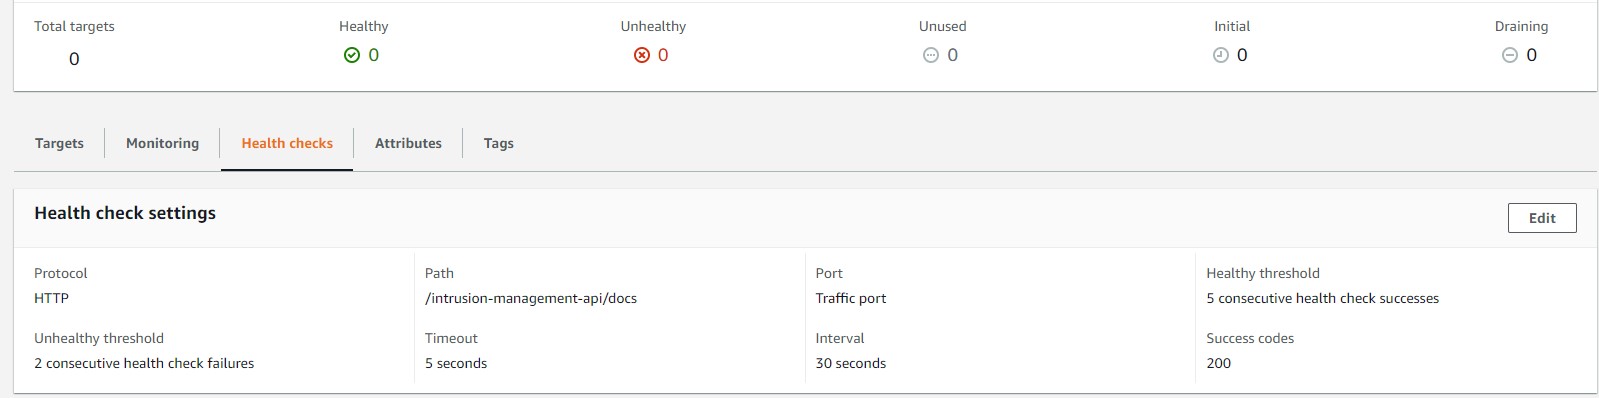 Total targets Healthy Unhealthy Unused Initial Draining
0 0 0 0 0 0
Targets Monitoring Health checks Attributes Tags
Health check settings Edit
Protocol Path Port Healthy threshold
HTTP /intrusion-management-api/docs Traffic port 5 consecutive health check successes
Unhealthy threshold Timeout Interval Success codes
2 consecutive health check failures 5 seconds 30 seconds 200